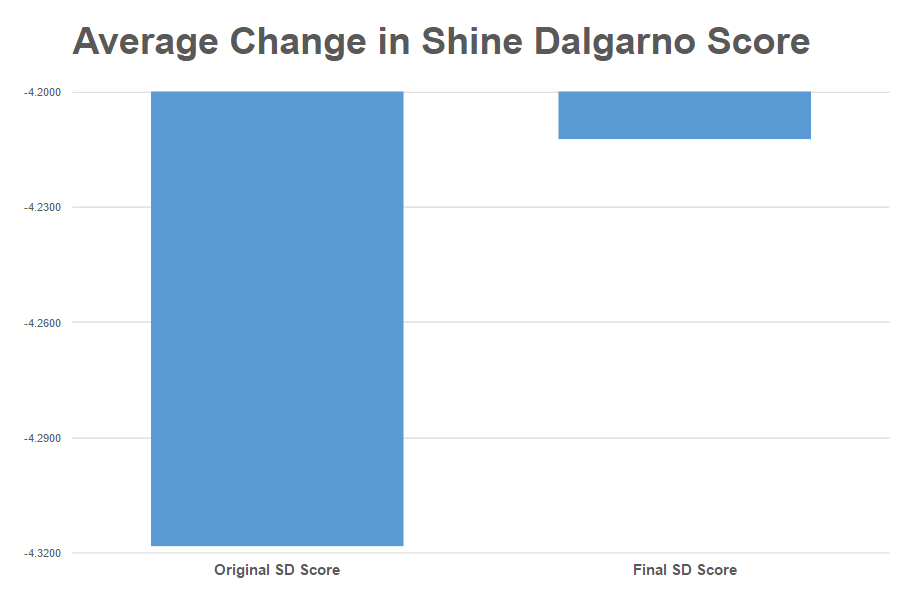 Average Change in Shine Dalgarno Score
-4.2000
-4.2300
-4.2600
-4.2900
-4.3200
Original SD Score
Final SD Score